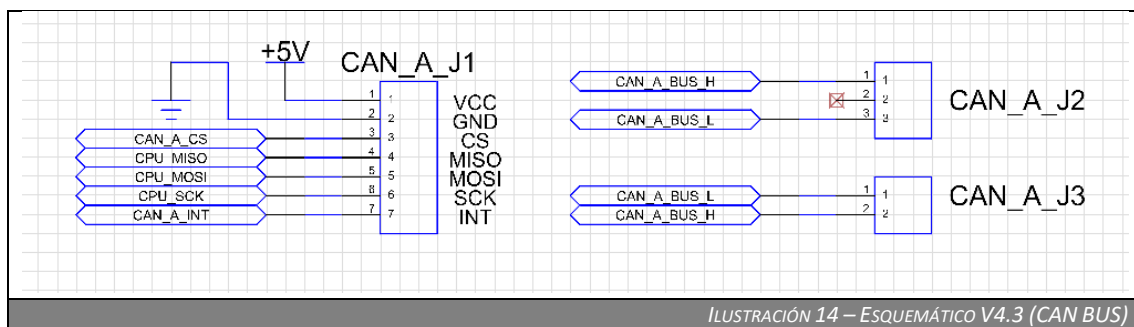 +5V
CAN_A_J1
1 1 VCC
2 2 GND
CAN_A_CS 3 3 CS
CPU_MISO 4 4 MISO
CPU_MOSI 5 5 MOSI
CPU_SCK 6 6 SCK
CAN_A_INT 7 7 INT
CAN_A_BUS_H 1 1
2 2
CAN_A_BUS_L 3 3
CAN_A_J2
CAN_A_BUS_L 1 1
CAN_A_BUS_H 2 2
CAN_A_J3
ILUSTRACIÓN 14 – ESQUEMÁTICO V4.3 (CAN BUS)